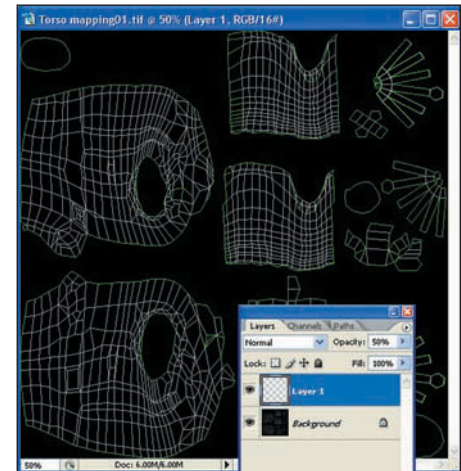 Torso mapping01.tif @ 50% (Layer 1, RGB/16#)
Layers Channels Paths
Normal Opacity: 50%
Lock: Fill: 100%
Layer 1
Background
50% Doc: 6.00M/6.00M